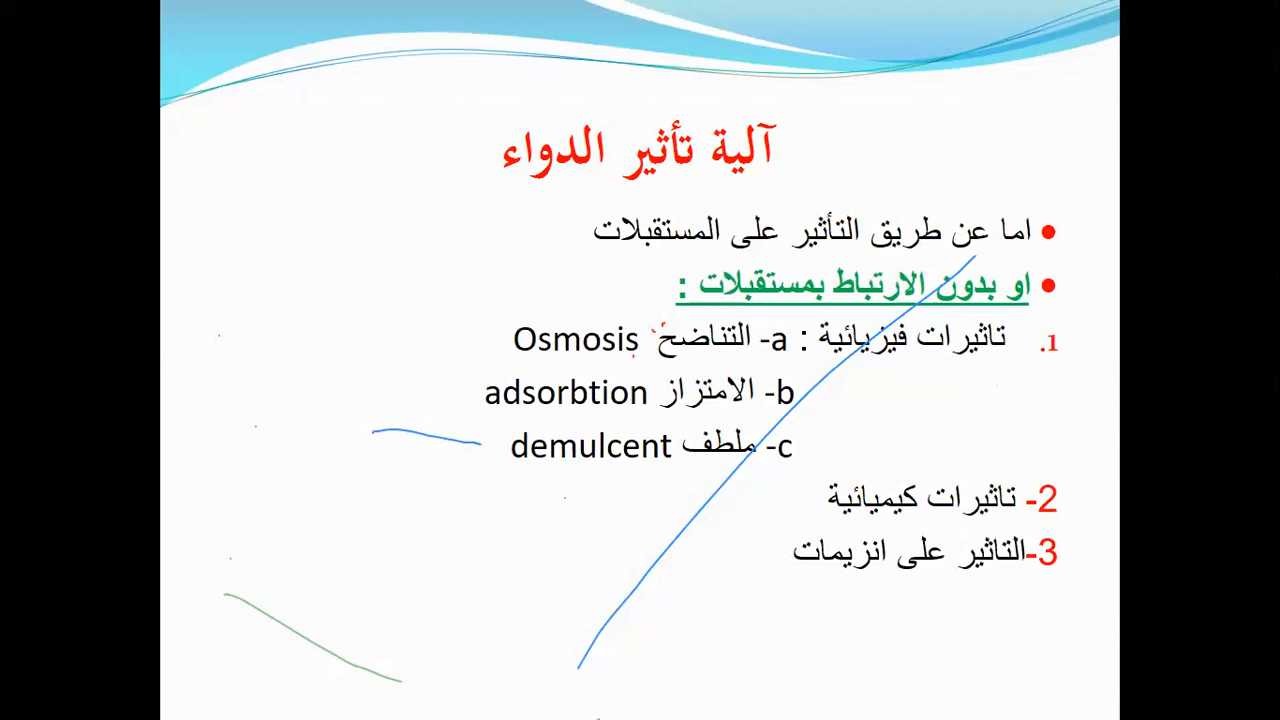 آلية تأثير الدواء
اما عن طريق التأثير على المستقبلات
او بدون الارتباط بمستقبلات :
1. تاثيرات فيزيائية : a- التناضح Osmosis
b- الامتزاز adsorbtion
c- ملطف demulcent
2- تاثيرات كيميائية
3-التاثير على انزيمات